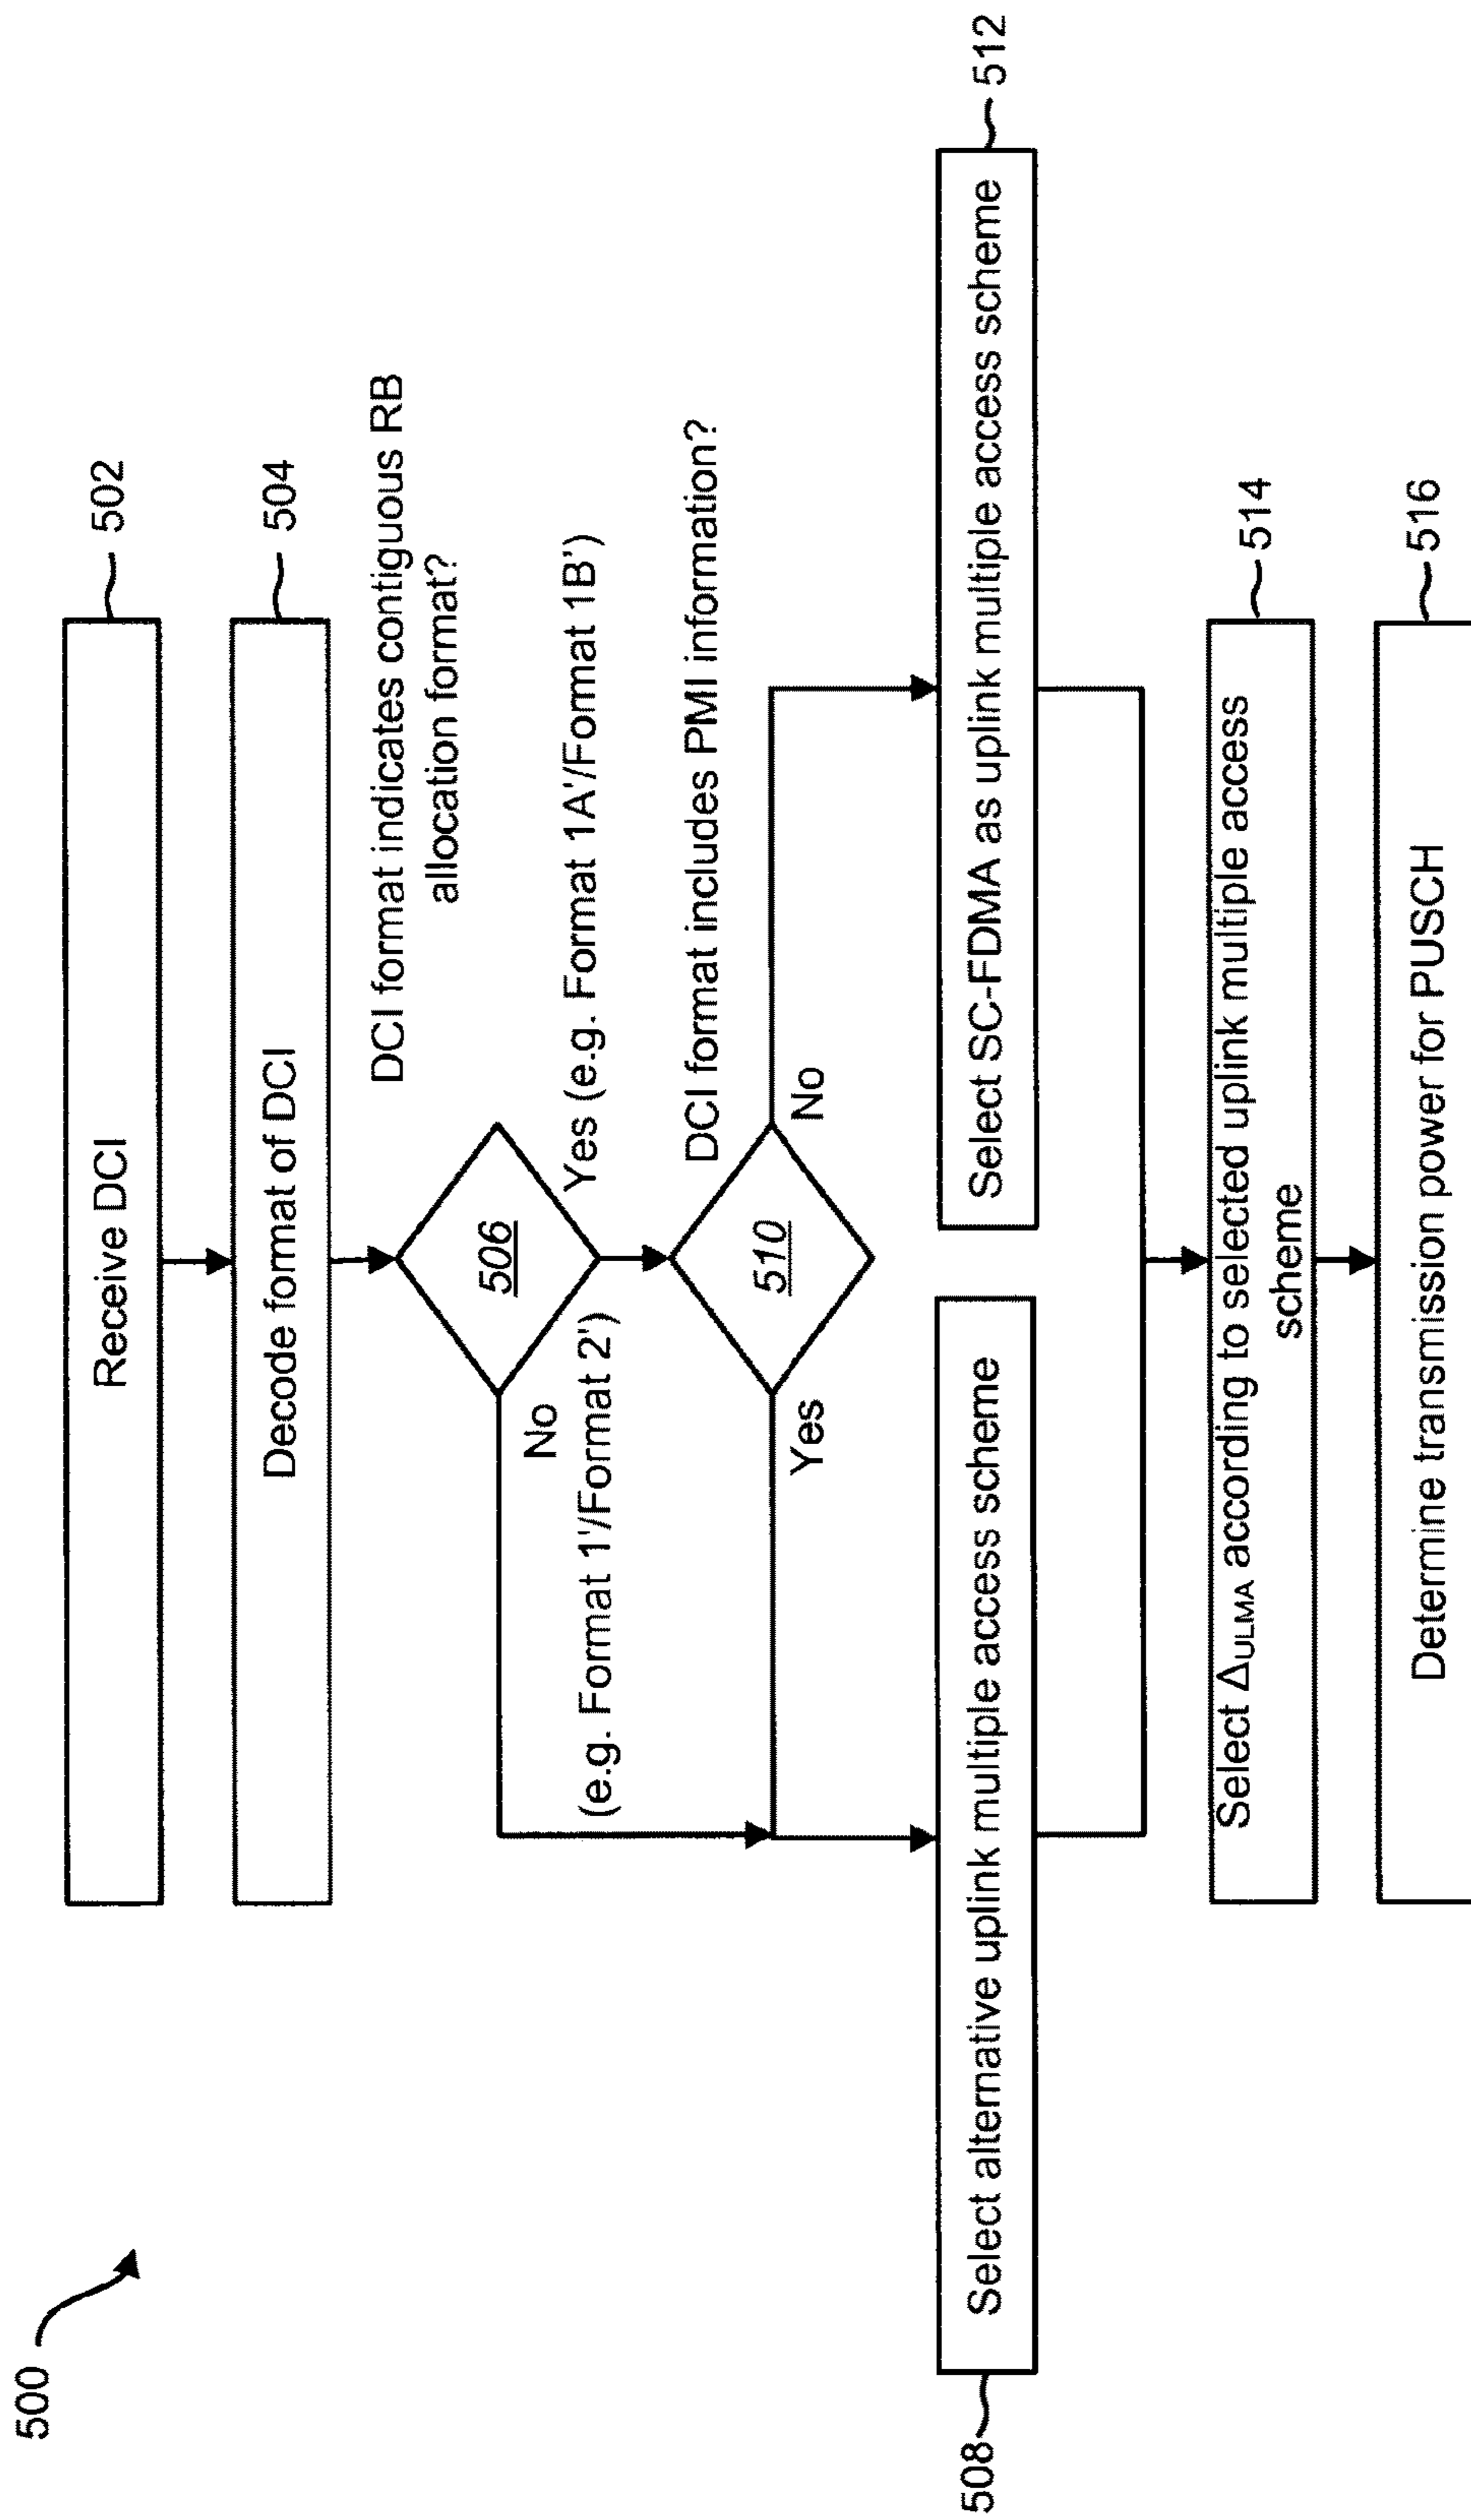 500
Receive DCI
502
Decode format of DCI
504
DCI format indicates contiguous RB
allocation format?
506
Yes (e.g. Format 1A'/Fomat 1B')
No
(e.g. Format 1'/Format 2')
DCI format includes PMI information?
510
No
Yes
508
Select alternative uplink multiple access scheme
Select SC-FDMA as uplink multiple access scheme
512
Select ΔULMA according to selected uplink multiple access
scheme
514
Determine transmission power for PUSCH
516